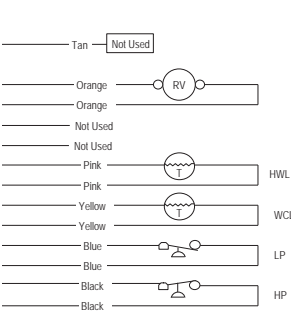 Tan Not Used
Orange RV
Orange
Not Used
Not Used
Pink T HWL
Pink
Yellow T
Yellow WCL
Blue LP
Blue
Black HP
Black